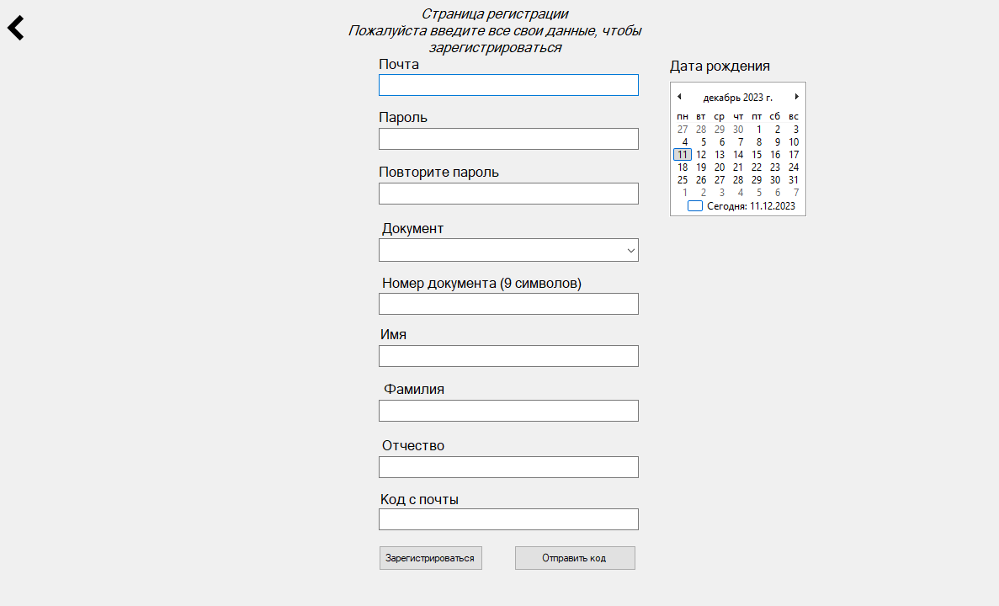 Страница регистрации
Пожалуйста введите все свои данные, чтобы
зарегистрироваться
Почта
Пароль
Повторите пароль
Документ
Номер документа (9 символов)
Имя
Фамилия
Отчество
Код с почты
Зарегистрироваться Отправить код
Дата рождения
декабрь 2023 г.
пн вт ср чт пт сб вс
27 28 29 30 1 2 3
4 5 6 7 8 9 10
11 12 13 14 15 16 17
18 19 20 21 22 23 24
25 26 27 28 29 30 31
1 2 3 4 5 6 7
Сегодня: 11.12.2023